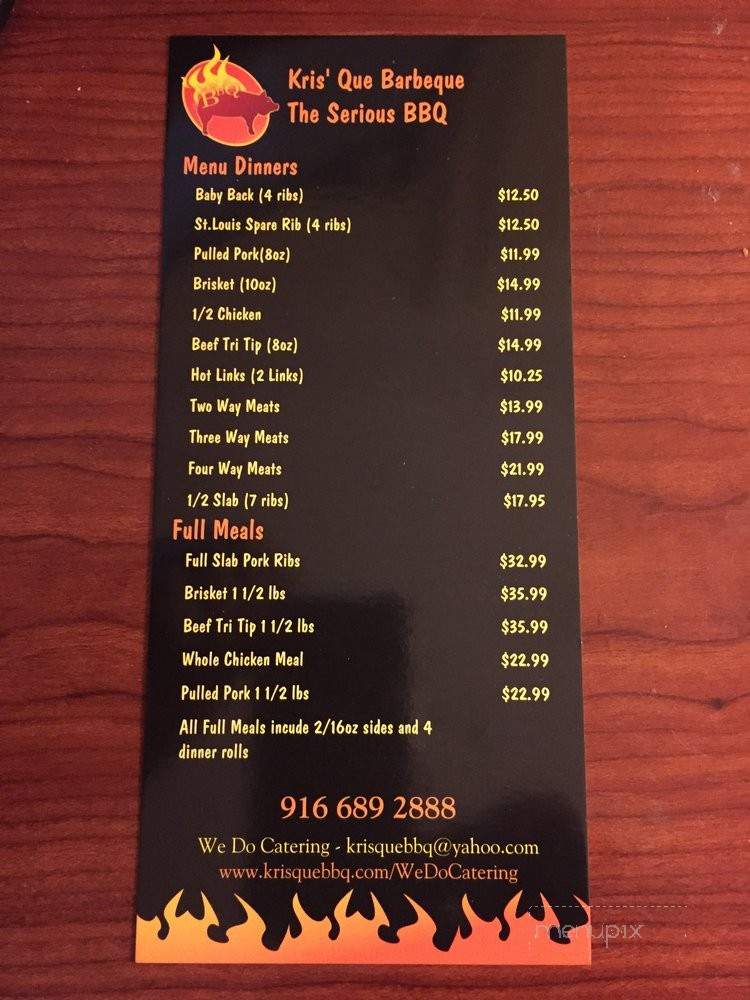 BBQ
Kris' Que Barbeque
The Serious BBQ
Menu Dinners
Baby Back (4 ribs) $12.50
St.Louis Spare Rib (4 ribs) $12.50
Pulled Pork(8oz) $11.99
Brisket (10oz) $14.99
1/2 Chicken $11.99
Beef Tri Tip (8oz) $14.99
Hot Links (2 Links) $10.25
Two Way Meats $13.99
Three Way Meats $17.99
Four Way Meats $21.99
1/2 Slab (7 ribs) $17.95
Full Meals
Full Slab Pork Ribs $32.99
Brisket 1 1/2 lbs $35.99
Beef Tri Tip 1 1/2 lbs $35.99
Whole Chicken Meal $22.99
Pulled Pork 1 1/2 lbs $22.99
All Full Meals incude 2/16oz sides and 4
dinner rolls
916 689 2888
We Do Catering - krisquebbq@yahoo.com
www.krisquebbq.com/WeDoCatering
menupix